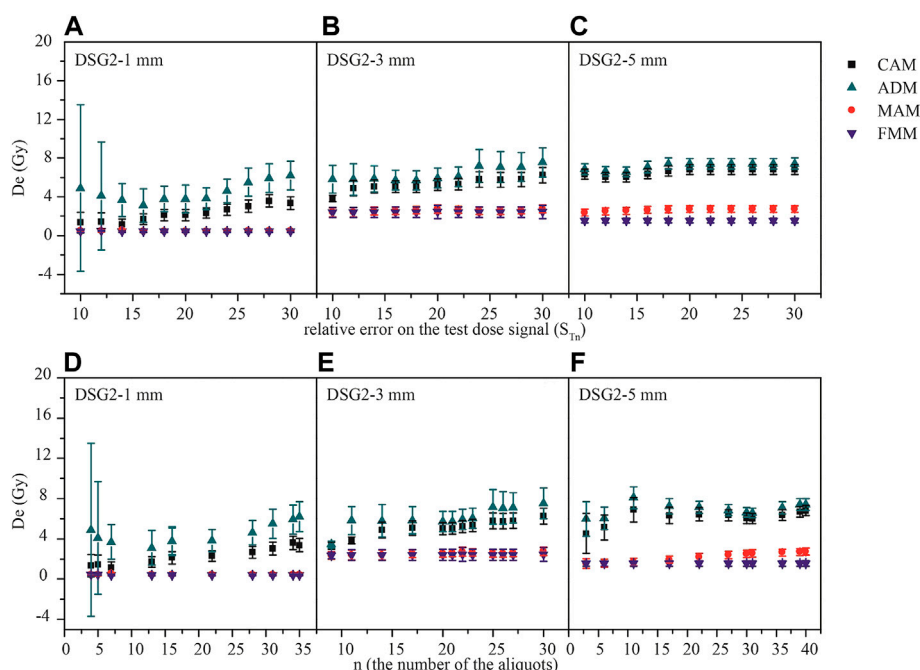 A
B
C
20
16
12
8
4
0
-4
De (Gy)
DSG2-1 mm
DSG2-3 mm
DSG2-5 mm
CAM
ADM
MAM
FMM
10 15 20 25 30
10 15 20 25 30
10 15 20 25 30
relative error on the test dose signal (STn)
D
E
F
20
16
12
8
4
0
-4
De (Gy)
DSG2-1 mm
DSG2-3 mm
DSG2-5 mm
0 5 10 15 20 25 30 35
10 15 20 25 30
0 5 10 15 20 25 30 35 40
n (the number of the aliquots)